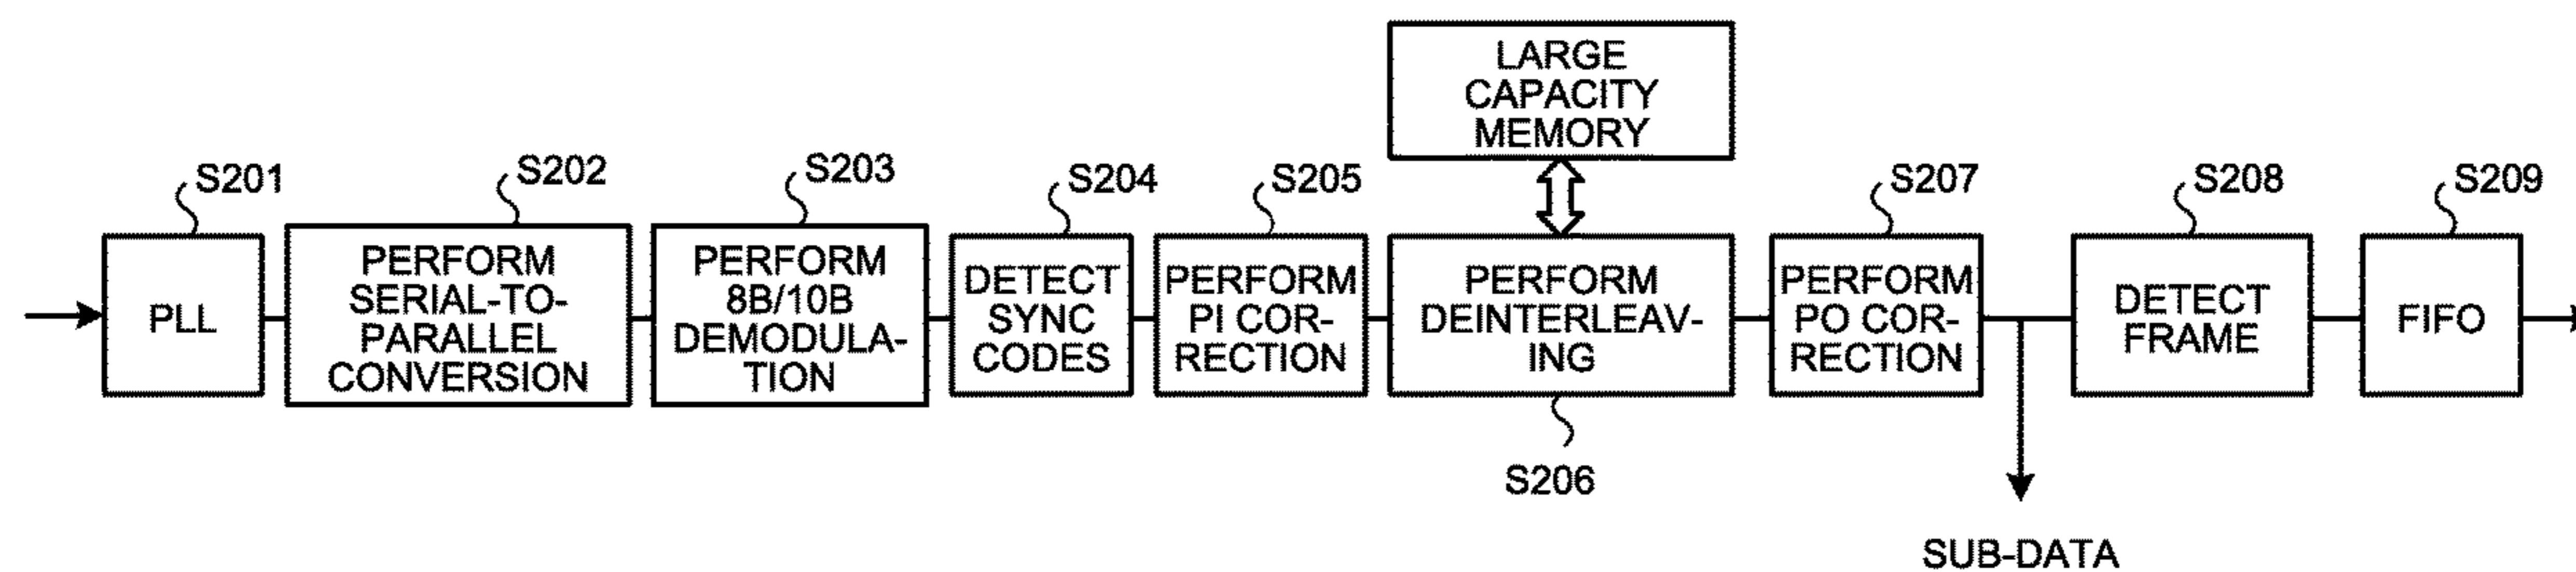 LARGE
CAPACITY
MEMORY
S201
S202
S203
S204
S205
S207
S208
S209
PLL
PERFORM
SERIAL-TO-
PARALLEL
CONVERSION
PERFORM
8B/10B
DEMODULA-
TION
DETECT
SYNC
CODES
PERFORM
PI COR-
RECTION
PERFORM
DEINTERLEAV-
ING
PERFORM
PO COR-
RECTION
DETECT
FRAME
FIFO
S206
SUB-DATA